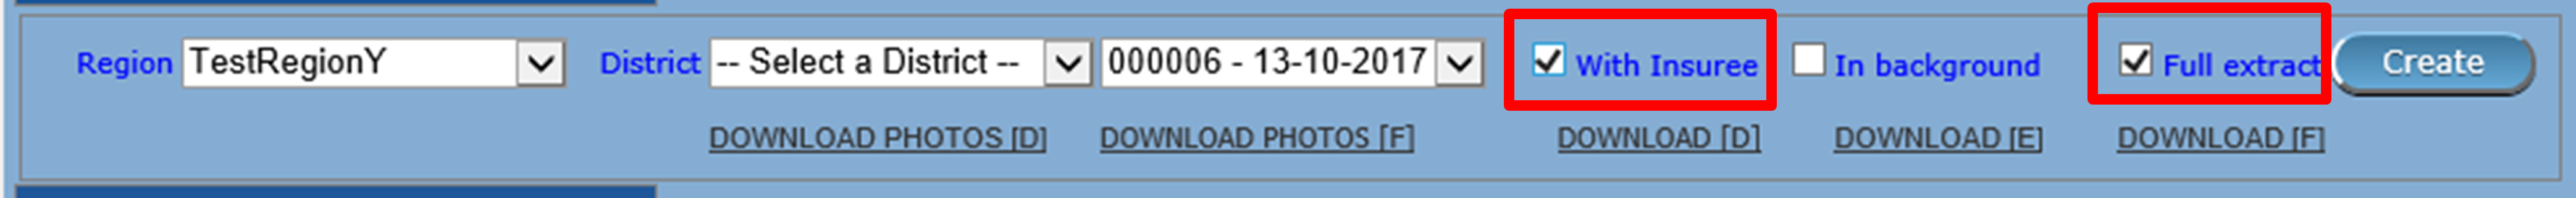 Region TestRegionY District -- Select a District -- 000006 - 13-10-2017 With Insuree In background Full extract Create
DOWNLOAD PHOTOS [D] DOWNLOAD PHOTOS [F] DOWNLOAD [D] DOWNLOAD [E] DOWNLOAD [F]